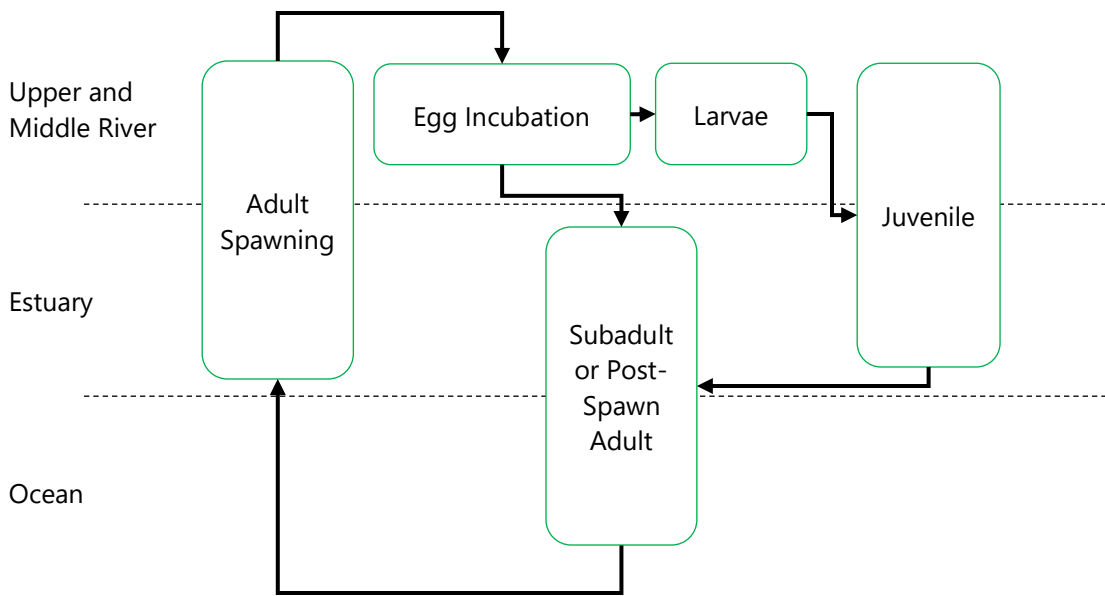 Upper and
Middle River
Egg Incubation
Larvae
Adult
Spawning
Juvenile
Estuary
Subadult
or Post-
Spawn
Adult
Ocean